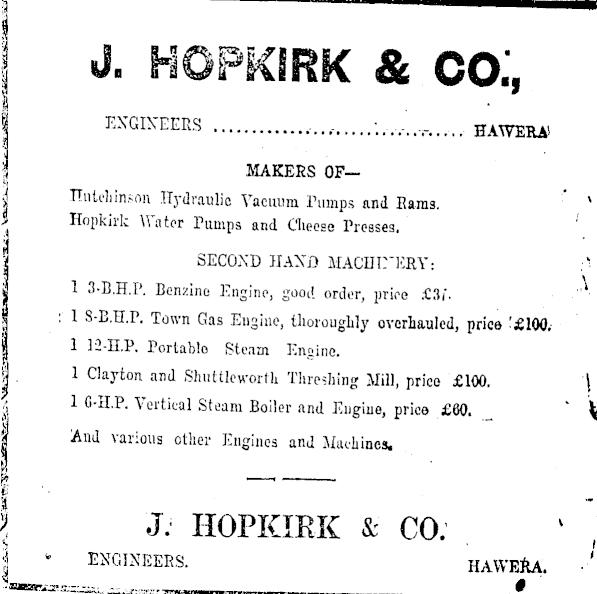 J. HOPKIRK & CO.,
ENGINEERS ................................. HAWERA
MAKERS OF—
Hutchinson Hydraulic Vacuum Pumps and Rams.
Hopkirk Water Pumps and Cheese Presses.
SECOND HAND MACHINERY:
1 3-B.H.P. Benzine Engine, good order, price
1 8-B.H.P. Town Gas Engine, thoroughly overhauled, price £100.
1 12-H.P. Portable Steam Engine.
1 Clayton and Shuttleworth Threshing Mill, price £100.
1 6-H.P. Vertical Steam Boiler and Engine, price £60.
And various other Engines and Machines.
J. HOPKIRK & CO.
ENGINEERS. HAWERA.